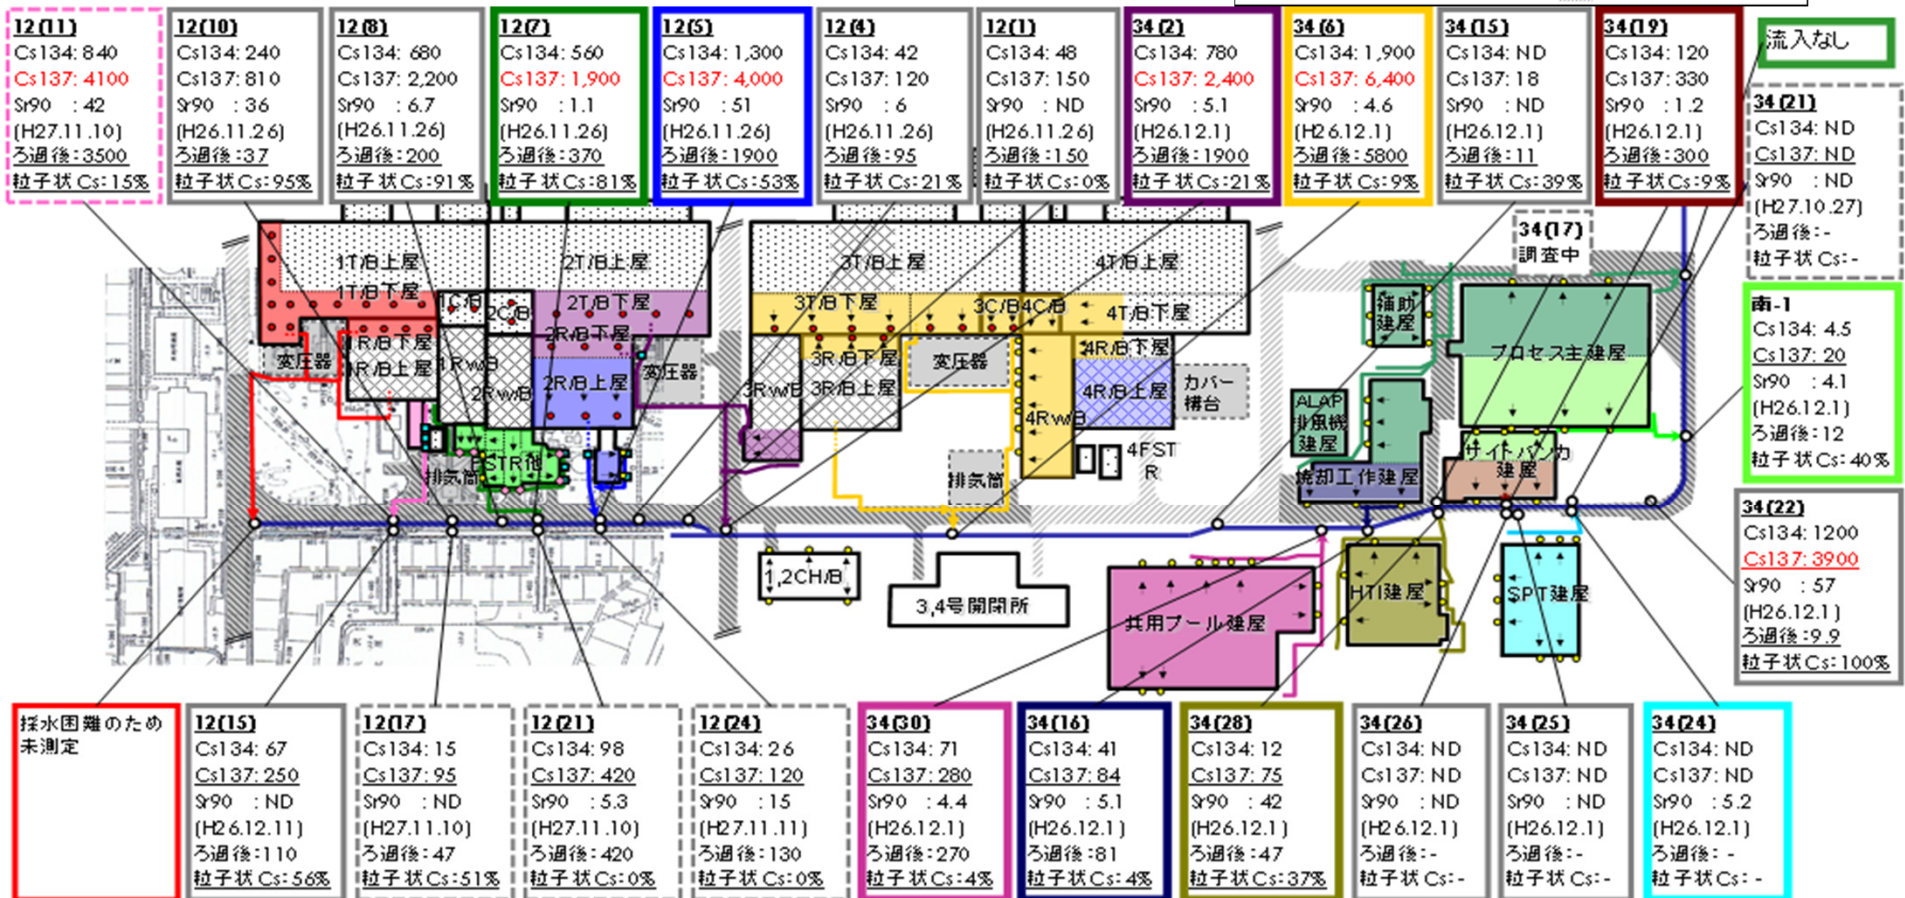 12(11)
Cs134: 840
Cs137: 4100
Sr90 : 42
(H27.11.10)
ろ過後:3500
粒子状Cs:15%
12(10)
Cs134: 240
Cs137: 810
Sr90 : 36
(H26.11.26)
ろ過後:37
粒子状Cs:95%
12(8)
Cs134: 680
Cs137: 2,200
Sr90 : 6.7
(H26.11.26)
ろ過後:200
粒子状Cs:91%
12(7)
Cs134: 560
Cs137: 1,900
Sr90 : 1.1
(H26.11.26)
ろ過後:370
粒子状Cs:81%
12(5)
Cs134: 1,300
Cs137: 4,000
Sr90 : 51
(H26.11.26)
ろ過後:1900
粒子状Cs:53%
12(4)
Cs134: 42
Cs137: 120
Sr90 : 6
(H26.11.26)
ろ過後:95
粒子状Cs:21%
12(1)
Cs134: 48
Cs137: 150
Sr90 : ND
(H26.11.26)
ろ過後:150
粒子状Cs:0%
34(2)
Cs134: 780
Cs137: 2,400
Sr90 : 5.1
(H26.12.1)
ろ過後:1900
粒子状Cs:21%
34(6)
Cs134: 1,900
Cs137: 6,400
Sr90 : 4.6
(H26.12.1)
ろ過後:5800
粒子状Cs:9%
34(15)
Cs134: ND
Cs137: 18
Sr90 : ND
(H26.12.1)
ろ過後:11
粒子状Cs:39%
34(19)
Cs134: 120
Cs137: 330
Sr90 : 1.2
(H26.12.1)
ろ過後:300
粒子状Cs:9%
流入なし
34(21)
Cs134: ND
Cs137: ND
Sr90 : ND
(H27.10.27)
ろ過後:-
粒子状Cs:-
34(17)
調査中
1T/B上屋
2T/B上屋
3T/B上屋
4T/B上屋
1T/B下屋
1C/B
2C/B
2T/B下屋
3T/B下屋
3C/B
4C/B
4T/B下屋
補助
建屋
プロセス主建屋
変圧器
1R/B下屋
1R/B上屋
1Rw/B
2Rw/B
2R/B下屋
2R/B上屋
変圧器
3Rw/B
3R/B下屋
3R/B上屋
変圧器
4Rw/B
4R/B下屋
4R/B上屋
カバー
構台
ALAP
排風機
建屋
焼却工作建屋
サイトバンカ
建屋
排気筒
FSTR他
排気筒
4FST
R
南-1
Cs134: 4.5
Cs137: 20
Sr90 : 4.1
(H26.12.1)
ろ過後:12
粒子状Cs:40%
34(22)
Cs134: 1200
Cs137: 3900
Sr90 : 57
(H26.12.1)
ろ過後:9.9
粒子状Cs:100%
1,2CH/B
3,4号開閉所
共用プール建屋
HTI建屋
SPT建屋
採水困難のため
未測定
12(15)
Cs134: 67
Cs137: 250
Sr90 : ND
(H26.12.11)
ろ過後:110
粒子状Cs:56%
12(17)
Cs134: 15
Cs137: 95
Sr90 : ND
(H27.11.10)
ろ過後:47
粒子状Cs:51%
12(21)
Cs134: 98
Cs137: 420
Sr90 : 5.3
(H27.11.10)
ろ過後:420
粒子状Cs:0%
12(24)
Cs134: 26
Cs137: 120
Sr90 : 15
(H27.11.11)
ろ過後:130
粒子状Cs:0%
34(30)
Cs134: 71
Cs137: 280
Sr90 : 4.4
(H26.12.1)
ろ過後:270
粒子状Cs:4%
34(16)
Cs134: 41
Cs137: 84
Sr90 : 5.1
(H26.12.1)
ろ過後:81
粒子状Cs:4%
34(28)
Cs134: 12
Cs137: 75
Sr90 : 42
(H26.12.1)
ろ過後:47
粒子状Cs:37%
34(26)
Cs134: ND
Cs137: ND
Sr90 : ND
(H26.12.1)
ろ過後:-
粒子状Cs:-
34(25)
Cs134: ND
Cs137: ND
Sr90 : ND
(H26.12.1)
ろ過後:-
粒子状Cs:-
34(24)
Cs134: ND
Cs137: ND
Sr90 : 5.2
(H26.12.1)
ろ過後: -
粒子状Cs: -